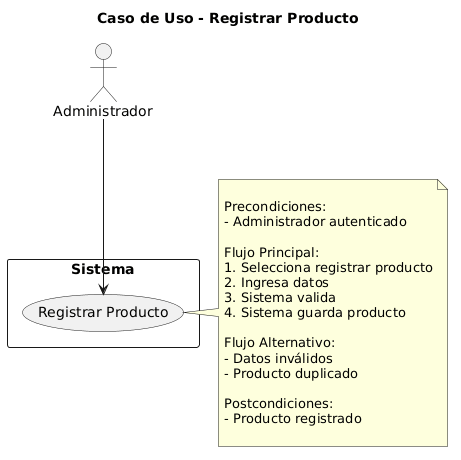 Caso de Uso - Registrar Producto
Administrador
Sistema
Registrar Producto
Precondiciones:
- Administrador autenticado
Flujo Principal:
1. Selecciona registrar producto
2. Ingresa datos
3. Sistema valida
4. Sistema guarda producto
Flujo Alternativo:
- Datos inválidos
- Producto duplicado
Postcondiciones:
- Producto registrado